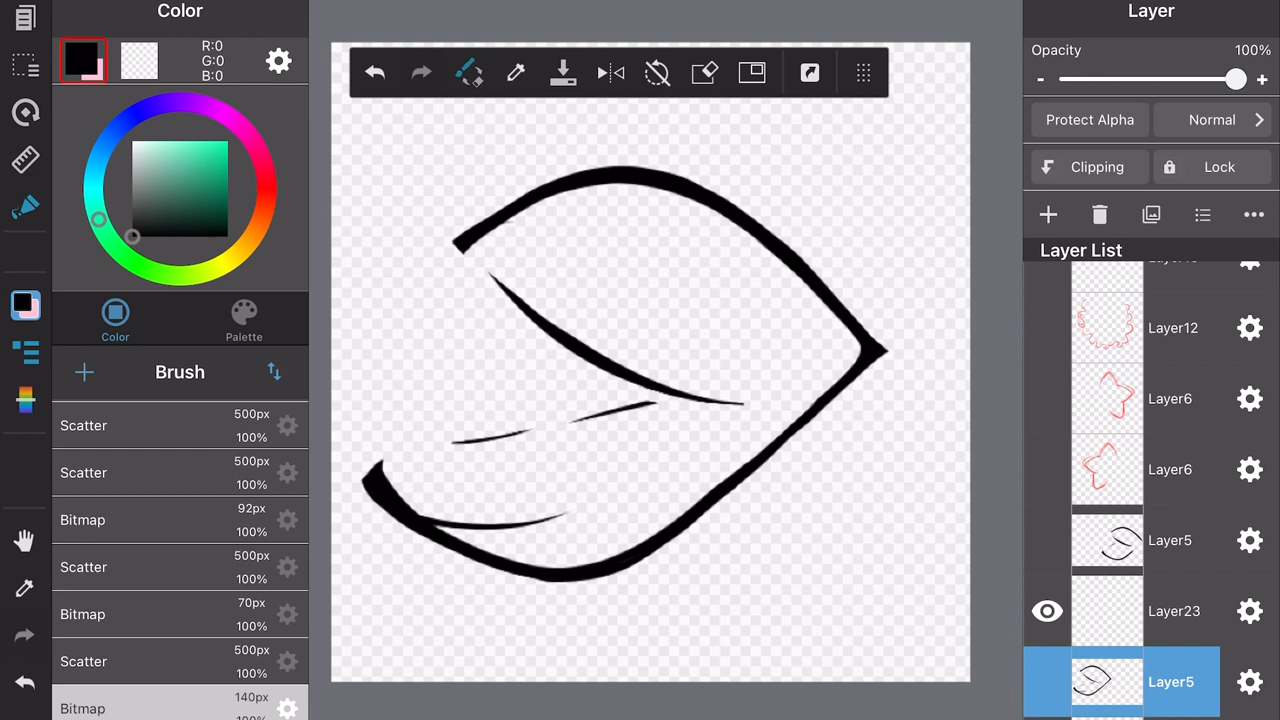 Color
R:0
G:0
B:0
Color
Palette
Brush
Scatter
500px
100%
Scatter
500px
100%
Bitmap
92px
100%
Scatter
500px
100%
Bitmap
70px
100%
Scatter
500px
100%
Bitmap
140px
Layer
Opacity
100%
-
+
Protect Alpha
Normal
Clipping
Lock
Layer List
Layer12
Layer6
Layer6
Layer5
Layer23
Layer5